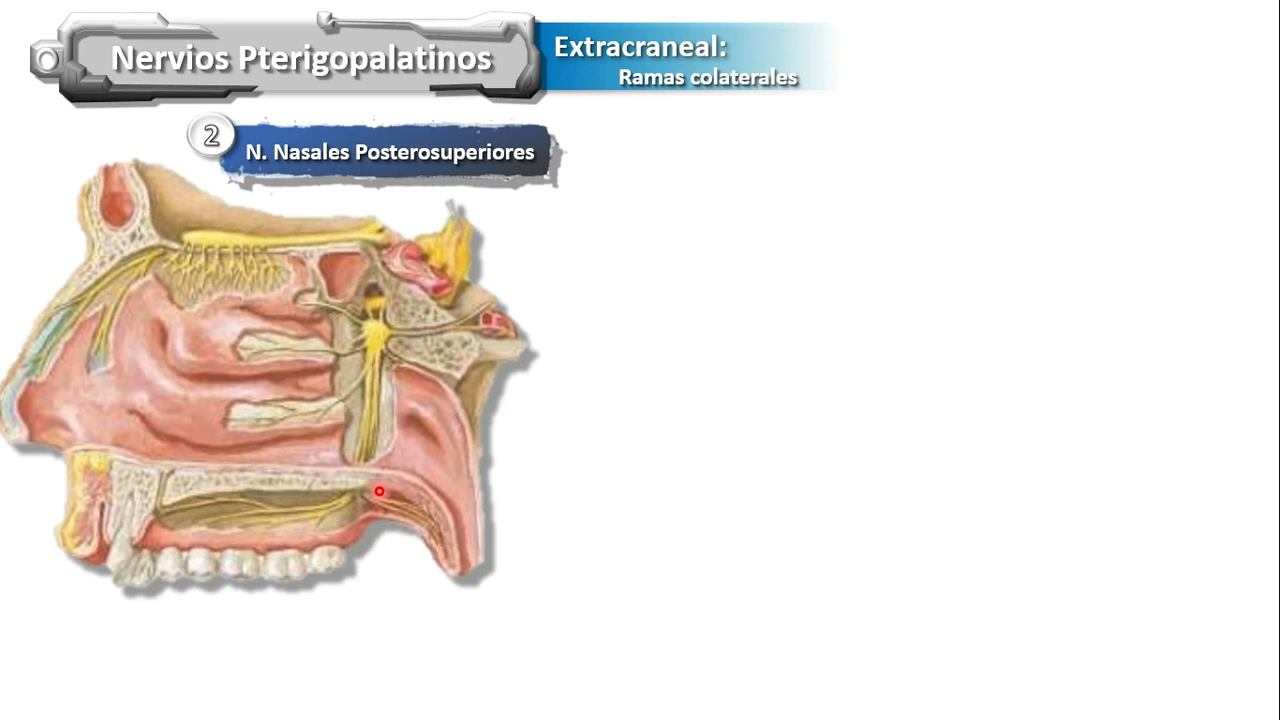 Nervios Pterigopalatinos
Extracraneal:
Ramas colaterales
2
N. Nasales Posterosuperiores